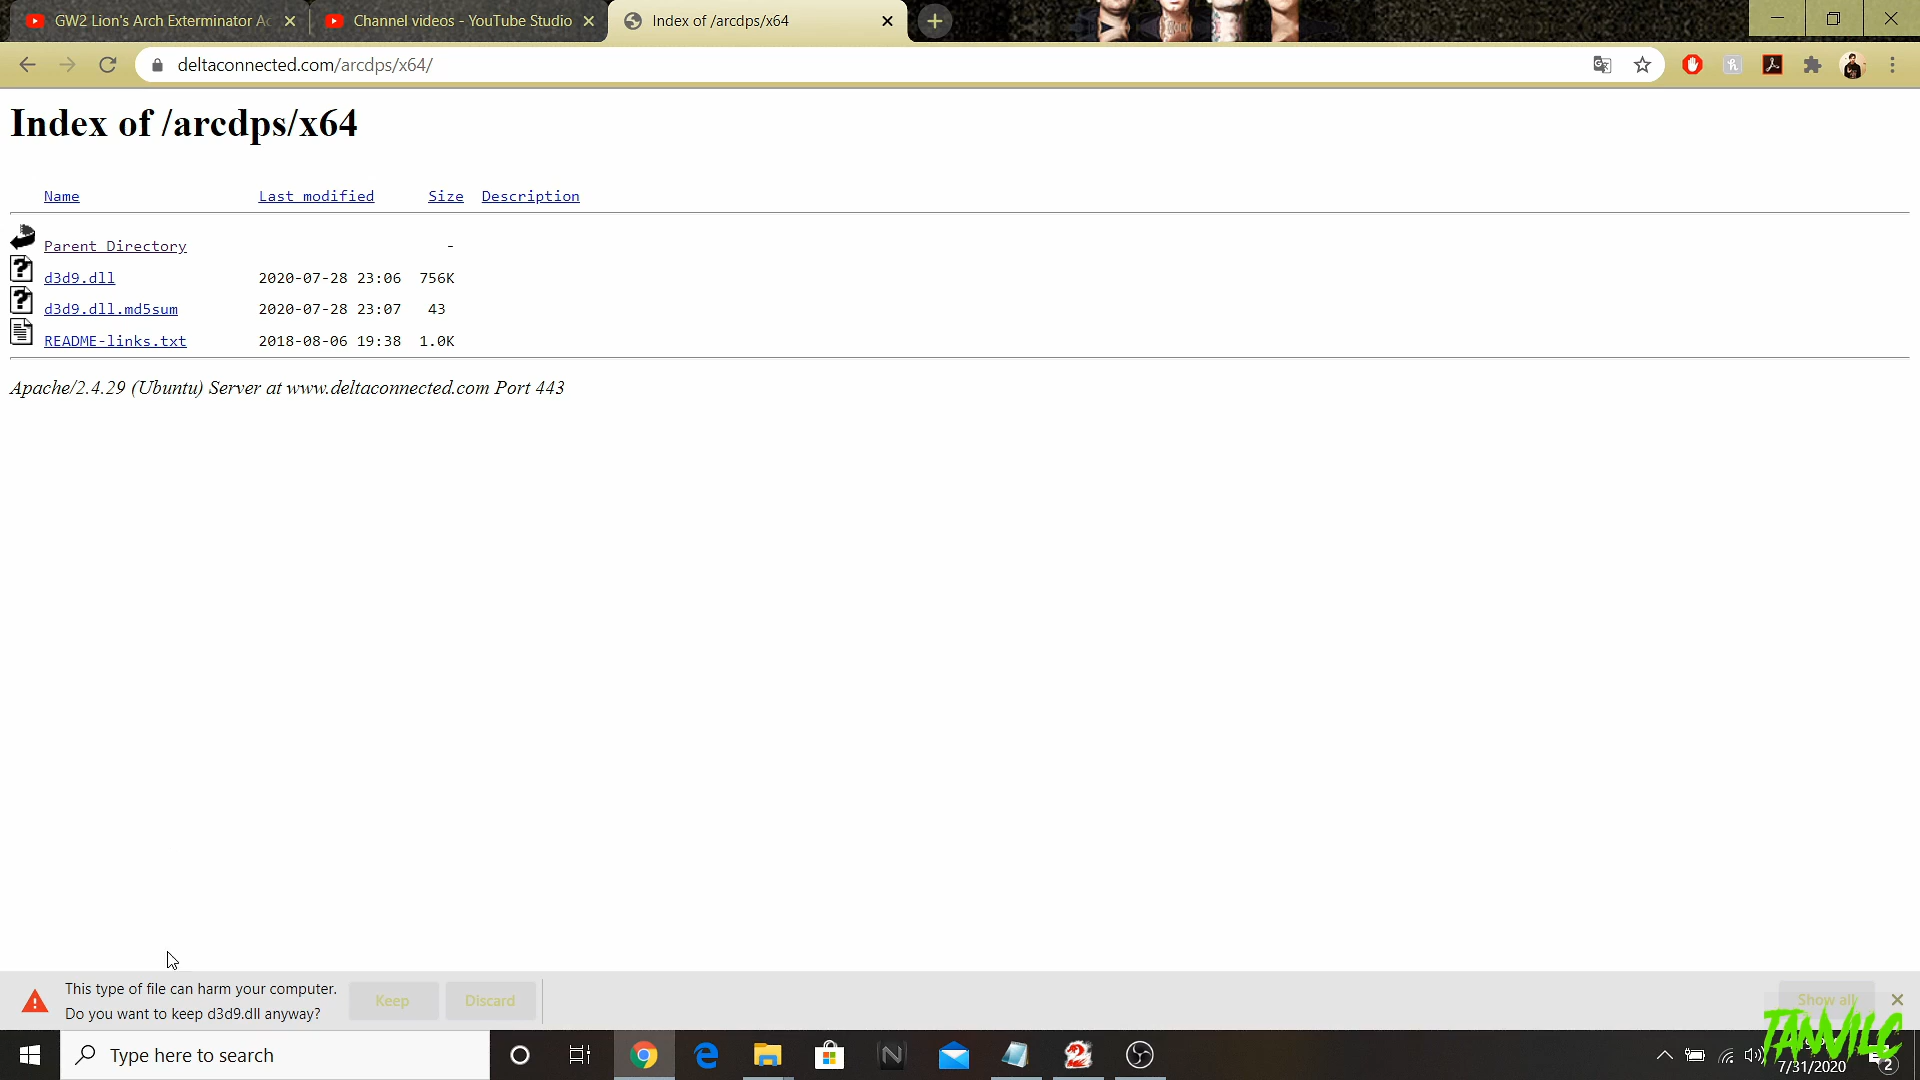 GW2 Lion's Arch Exterminator Ac
Channel videos - YouTube Studio
Index of /arcdps/x64
deltaconnected.com/arcdps/x64/
Index of /arcdps/x64
Name Last modified Size Description
Parent Directory -
d3d9.dll 2020-07-28 23:06 756K
d3d9.dll.md5sum 2020-07-28 23:07 43
README-links.txt 2018-08-06 19:38 1.0K
Apache/2.4.29 (Ubuntu) Server at www.deltaconnected.com Port 443
This type of file can harm your computer.
Do you want to keep d3d9.dll anyway?
Keep Discard
Show all
TANVILC
Type here to search
7/31/2020
2